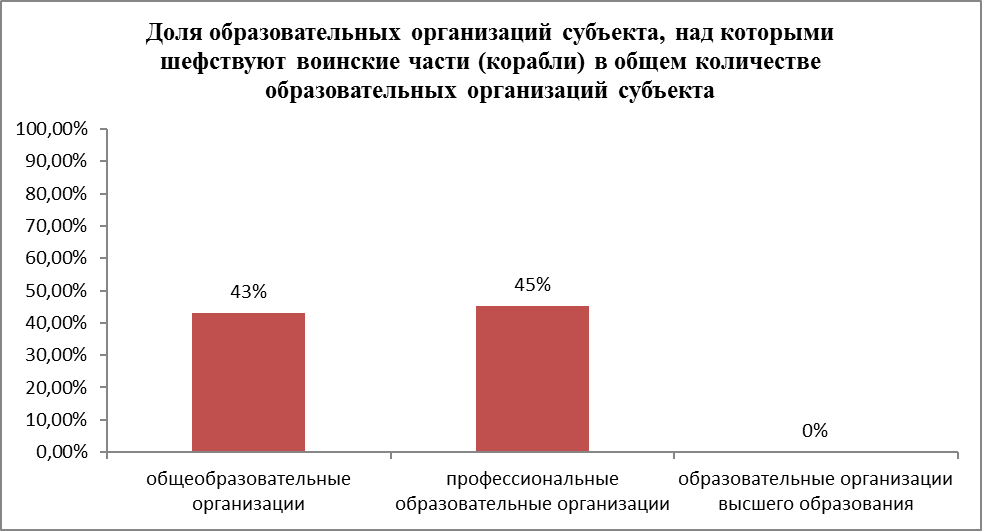 Доля образовательных организаций субъекта, над которыми
шефствуют воинские части (корабли) в общем количестве
образовательных организаций субъекта
100,00%
90,00%
80,00%
70,00%
60,00%
50,00%
40,00%
30,00%
20,00%
10,00%
0,00%
43%
45%
0%
общеобразовательные
организации
профессиональные
образовательные организации
образовательные организации
высшего образования